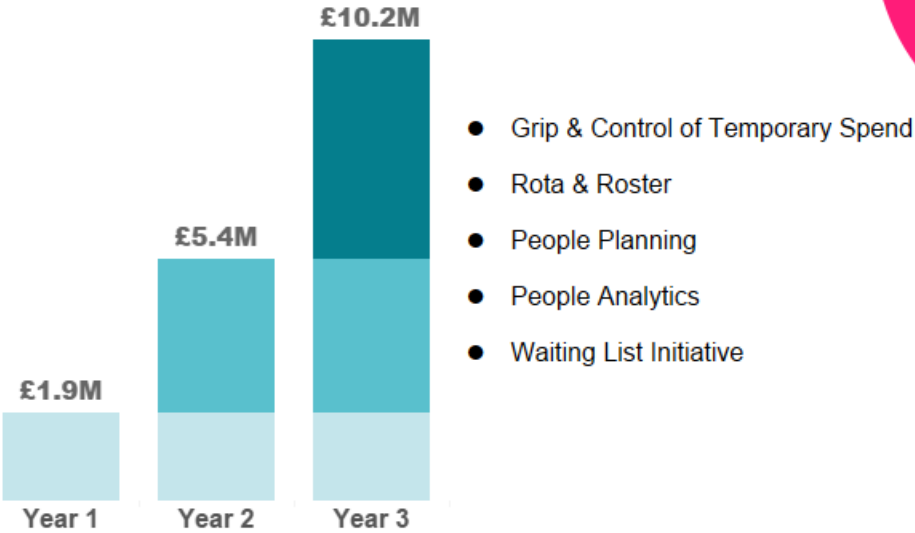 £10.2M
£5.4M
£1.9M
Year 1
Year 2
Year 3
● Grip & Control of Temporary Spend
● Rota & Roster
● People Planning
● People Analytics
● Waiting List Initiative